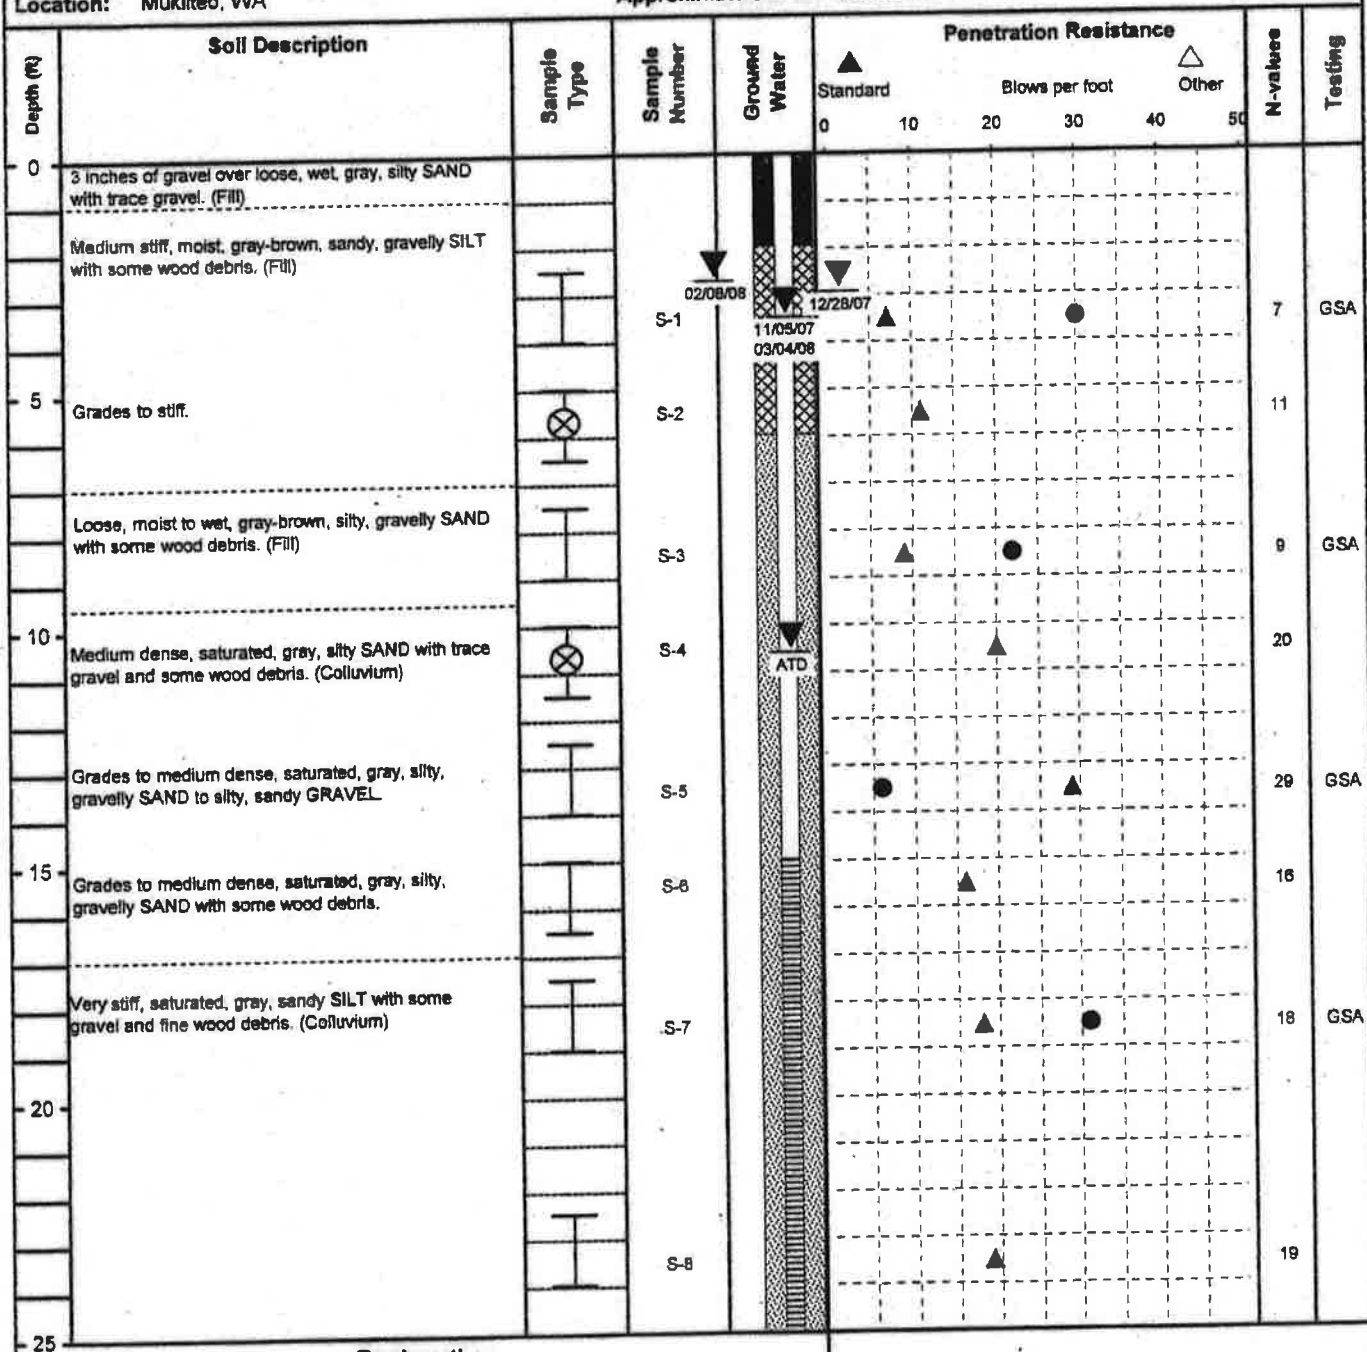 Location: Mukilteo, WA
Depth (ft)
Soil Description
Sample Type
Sample Number
Ground Water
Penetration Resistance
Standard
Blows per foot
Other
0 10 20 30 40 50
N-values
Testing
0
3 inches of gravel over loose, wet, gray, silty SAND
with trace gravel. (Fill)
Medium stiff, moist, gray-brown, sandy, gravelly SILT
with some wood debris. (Fill)
02/08/08
12/28/07
S-1
7
GSA
11/05/07
03/04/08
5
Grades to stiff.
S-2
11
Loose, moist to wet, gray-brown, silty, gravelly SAND
with some wood debris. (Fill)
S-3
9
GSA
10
Medium dense, saturated, gray, silty SAND with trace
gravel and some wood debris. (Colluvium)
S-4
ATD
20
Grades to medium dense, saturated, gray, silty,
gravelly SAND to silty, sandy GRAVEL.
S-5
29
GSA
15
Grades to medium dense, saturated, gray, silty,
gravelly SAND with some wood debris.
S-6
16
Very stiff, saturated, gray, sandy SILT with some
gravel and fine wood debris. (Colluvium)
S-7
18
GSA
20
S-8
19
25